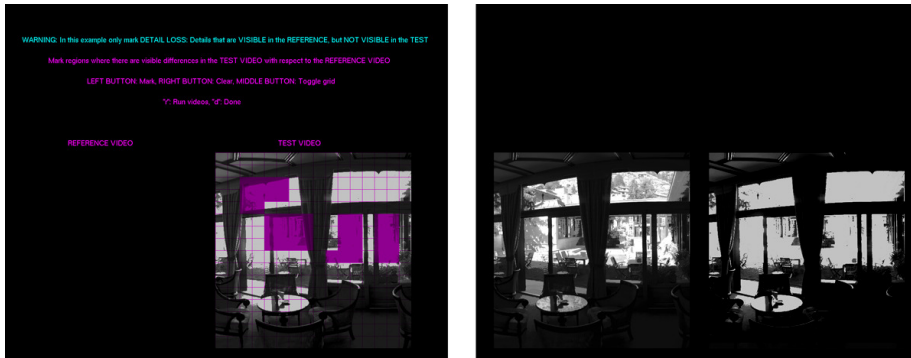 WARNING: In this example only mark DETAIL LOSS: Details that are VISIBLE in the REFERENCE, but NOT VISIBLE in the TEST
Mark regions where there are visible differences in the TEST VIDEO with respect to the REFERENCE VIDEO
LEFT BUTTON: Mark, RIGHT BUTTON: Clear, MIDDLE BUTTON: Toggle grid
'r': Run videos, "d": Done
REFERENCE VIDEO
TEST VIDEO